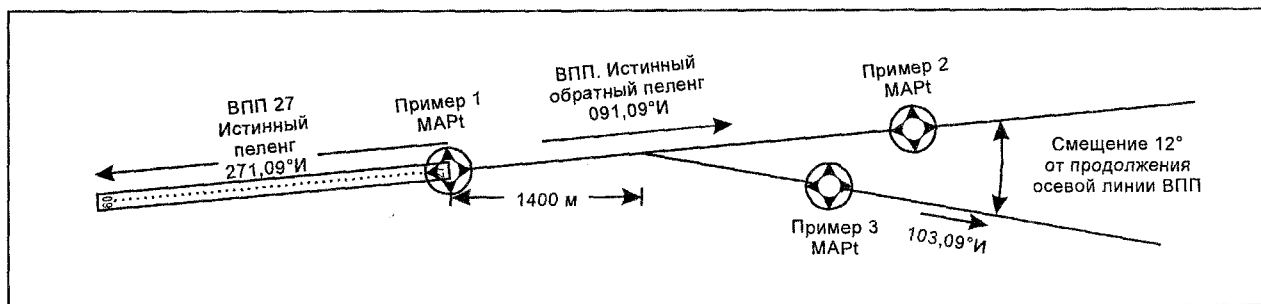 ВПП 27
Истинный
пеленг
271,09°И
Пример 1
MAPt
ВПП. Истинный
обратный пеленг
091,09°И
Пример 2
MAPt
Смещение 12°
от продолжения
осевой линии ВПП
1400 м
Пример 3
MAPt
103,09°И
09